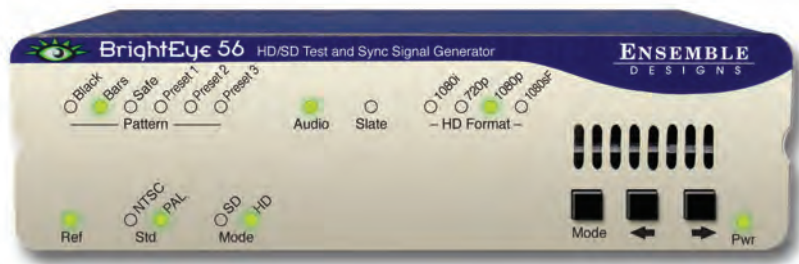 BrightEye 56 HD/SD Test and Sync Signal Generator
ENSEMBLE
DESIGNS
Black Bars Safe Preset 1 Preset 2 Preset 3
Pattern
Audio
Slate
1080i 720p 1080p 1080sF
HD Format
Ref
NTSC PAL
Std
SD HD
Mode
Mode
Pwr